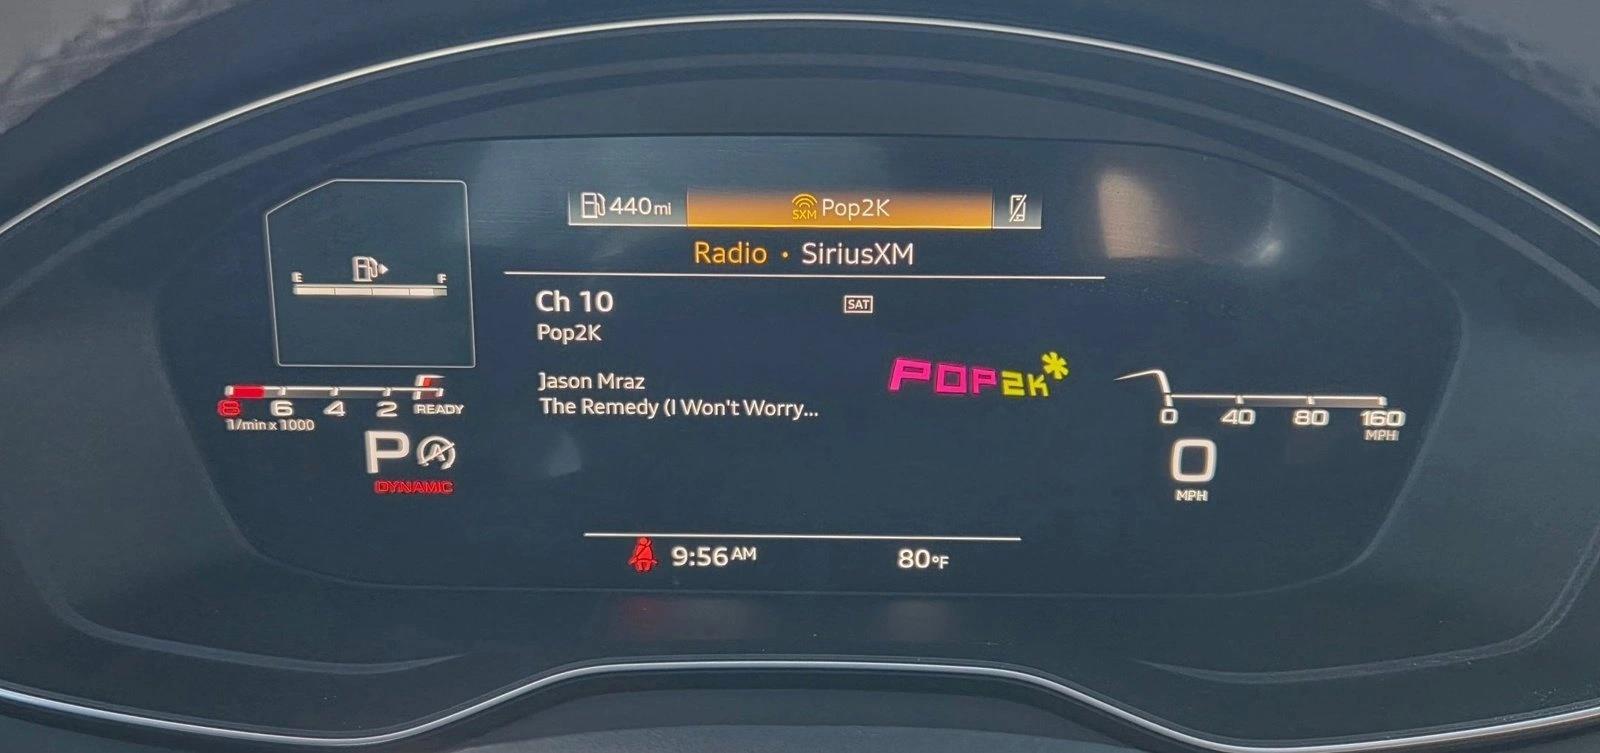 440 mi
SXM Pop2K
Radio • SiriusXM
E F
Ch 10
SAT
Pop2K
Jason Mraz
The Remedy (I Won't Worry...
POP2K*
8 6 4 2 READY
1/min x 1000
P A
DYNAMIC
0 40 80 160
MPH
0
MPH
9:56 AM
80°F